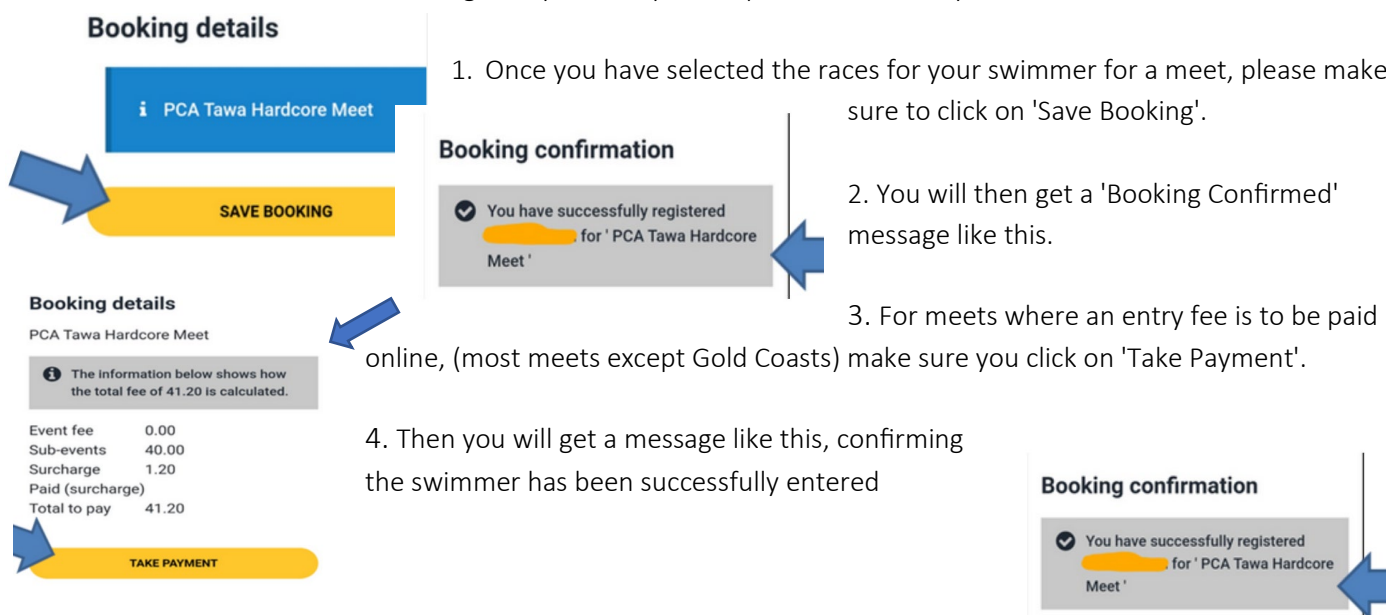 Booking details
i PCA Tawa Hardcore Meet
SAVE BOOKING
1. Once you have selected the races for your swimmer for a meet, please make
sure to click on 'Save Booking'.
Booking confirmation
You have successfully registered
. for ' PCA Tawa Hardcore
Meet '
2. You will then get a 'Booking Confirmed'
message like this.
3. For meets where an entry fee is to be paid
online, (most meets except Gold Coasts) make sure you click on 'Take Payment'.
Booking details
PCA Tawa Hardcore Meet
The information below shows how
the total fee of 41.20 is calculated.
Event fee 0.00
Sub-events 40.00
Surcharge 1.20
Paid (surcharge)
Total to pay 41.20
TAKE PAYMENT
4. Then you will get a message like this, confirming
the swimmer has been successfully entered
Booking confirmation
You have successfully registered
. for ' PCA Tawa Hardcore
Meet '